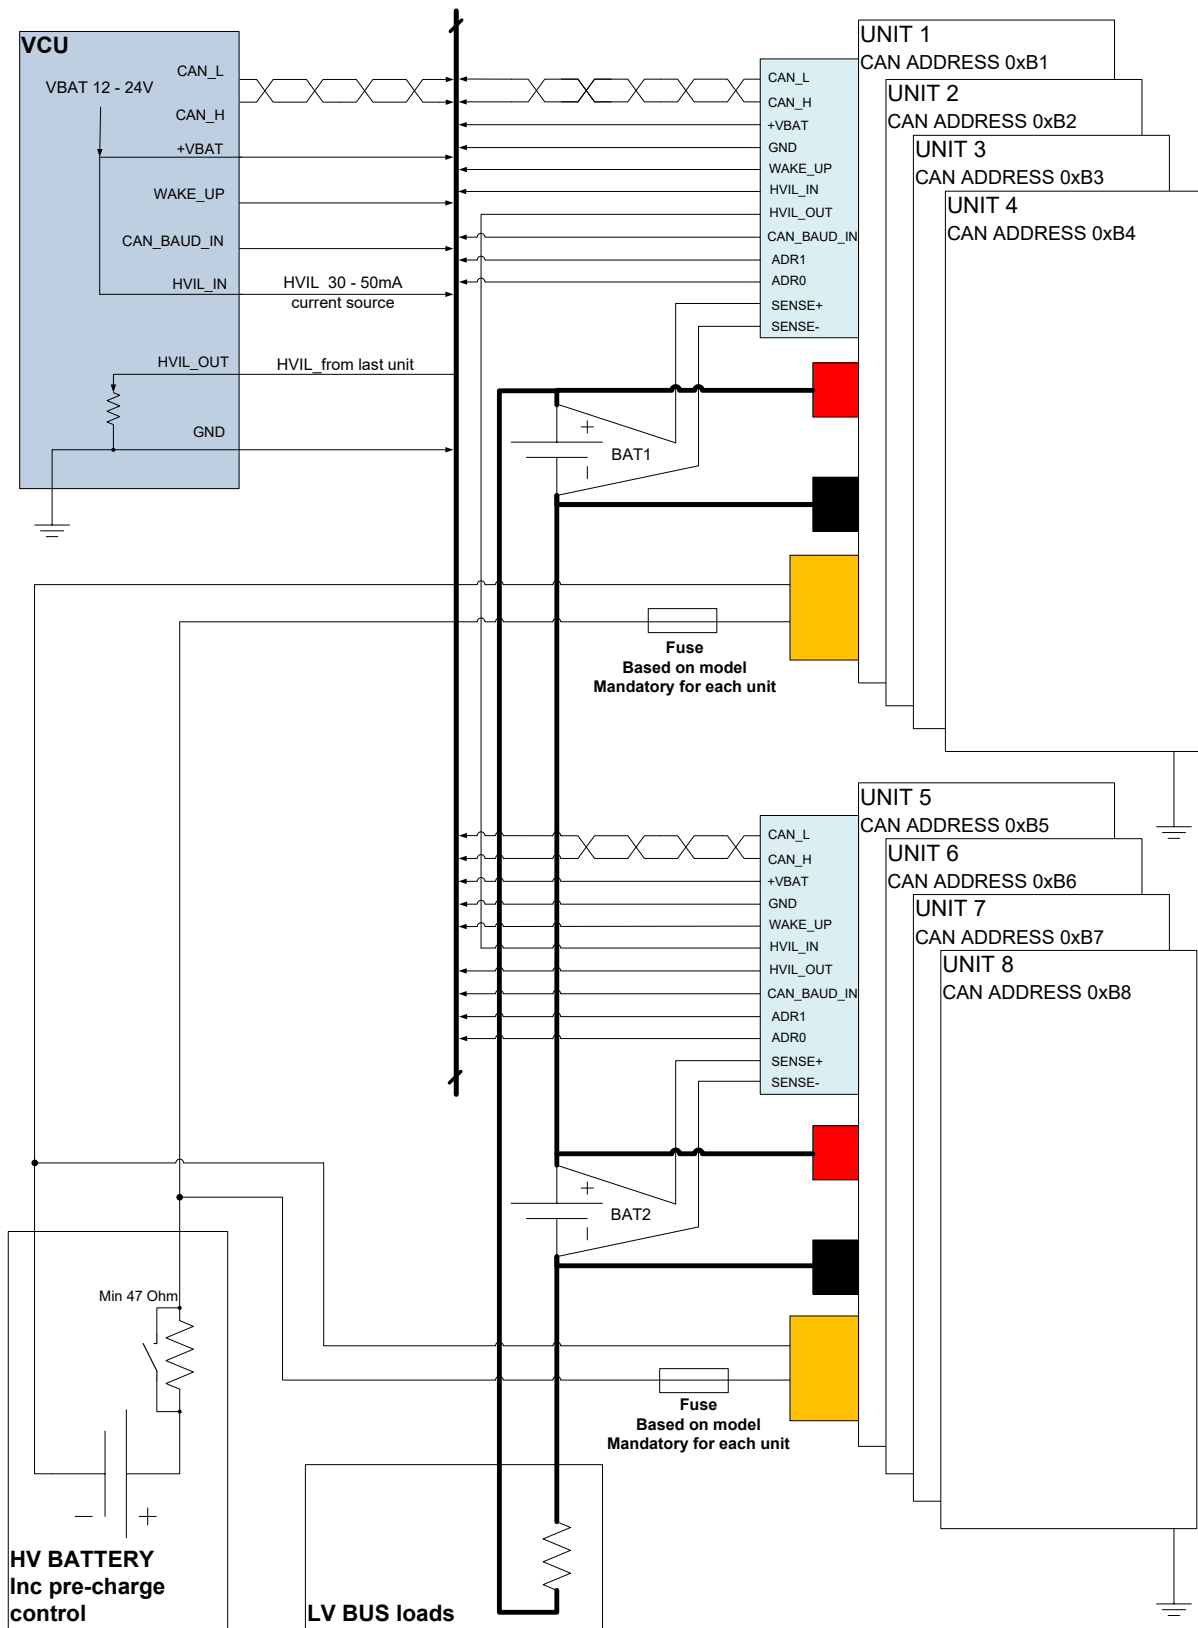 VCU
VBAT 12 - 24V
CAN_L
CAN_H
+VBAT
WAKE_UP
CAN_BAUD_IN
HVIL_IN
HVIL_OUT
GND
HVIL 30 - 50mA
current source
HVIL_from last unit
CAN_L
CAN_H
+VBAT
GND
WAKE_UP
HVIL_IN
HVIL_OUT
CAN_BAUD_IN
ADR1
ADR0
SENSE+
SENSE-
UNIT 1
CAN ADDRESS 0xB1
UNIT 2
CAN ADDRESS 0xB2
UNIT 3
CAN ADDRESS 0xB3
UNIT 4
CAN ADDRESS 0xB4
+
BAT1
Fuse
Based on model
Mandatory for each unit
CAN_L
CAN_H
+VBAT
GND
WAKE_UP
HVIL_IN
HVIL_OUT
CAN_BAUD_IN
ADR1
ADR0
SENSE+
SENSE-
UNIT 5
CAN ADDRESS 0xB5
UNIT 6
CAN ADDRESS 0xB6
UNIT 7
CAN ADDRESS 0xB7
UNIT 8
CAN ADDRESS 0xB8
+
BAT2
Fuse
Based on model
Mandatory for each unit
Min 47 Ohm
— +
HV BATTERY
Inc pre-charge
control
LV BUS loads